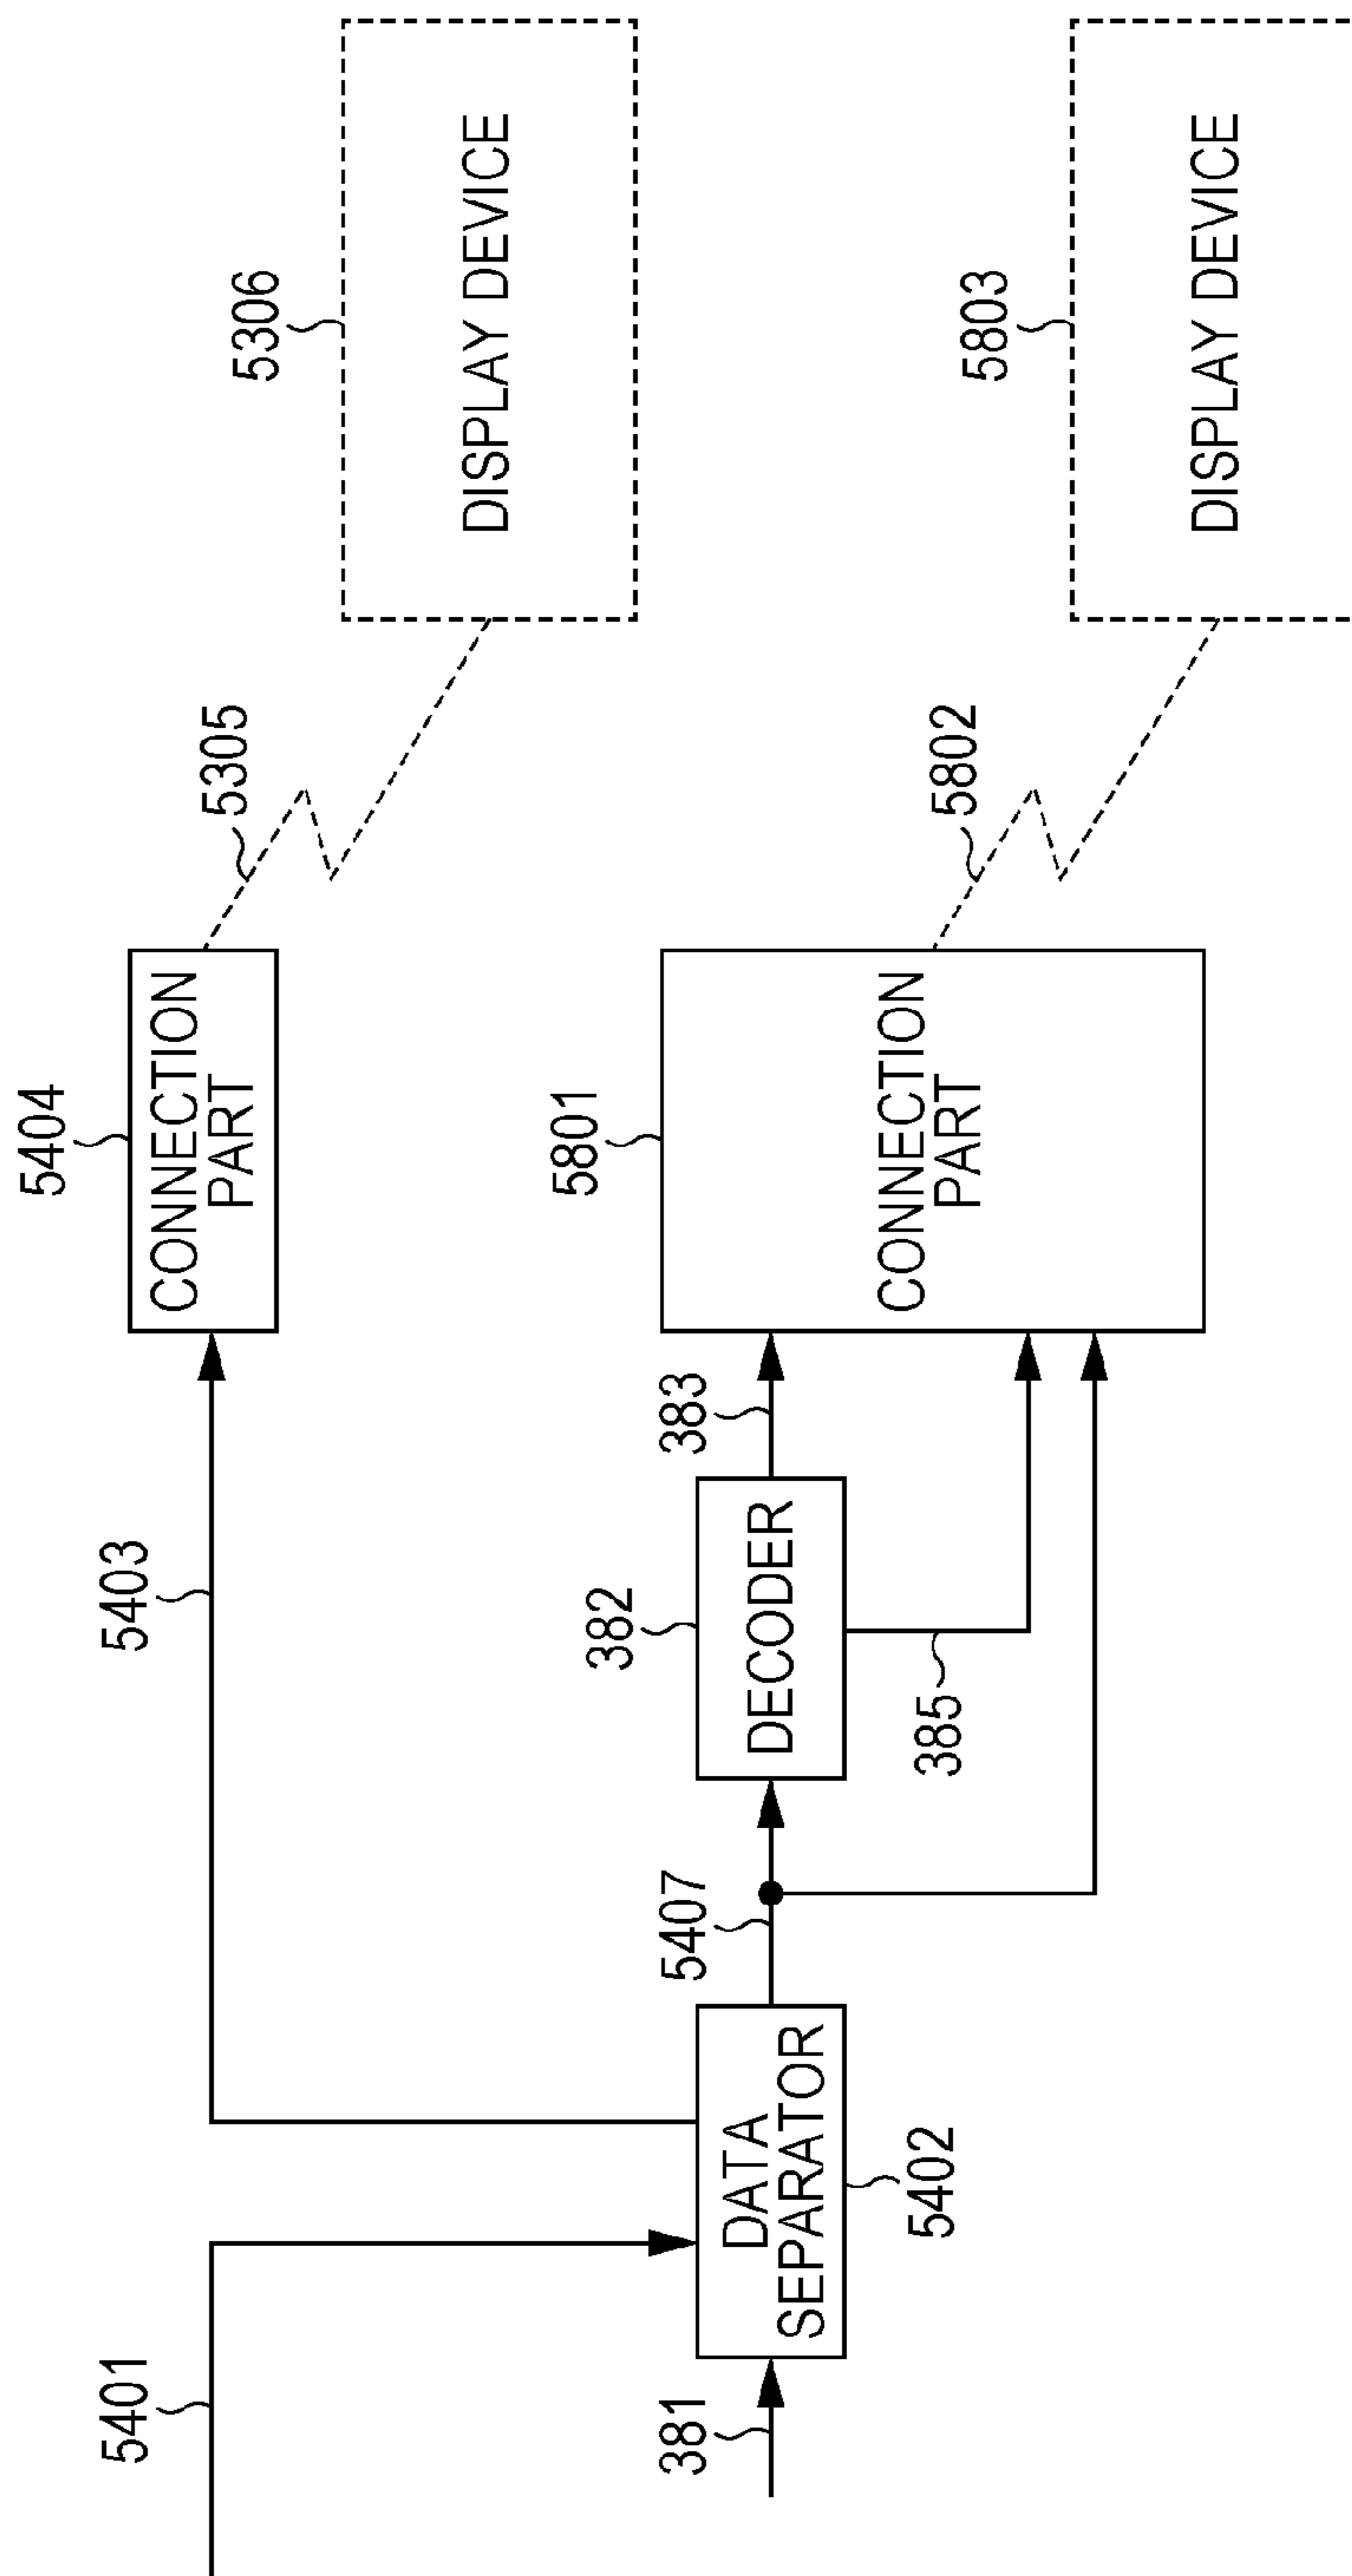 5401
5403
5404
CONNECTION
PART
5305
5306
DISPLAY DEVICE
381
DATA
SEPARATOR
5402
5407
382
DECODER
383
385
5801
CONNECTION
PART
5802
5803
DISPLAY DEVICE